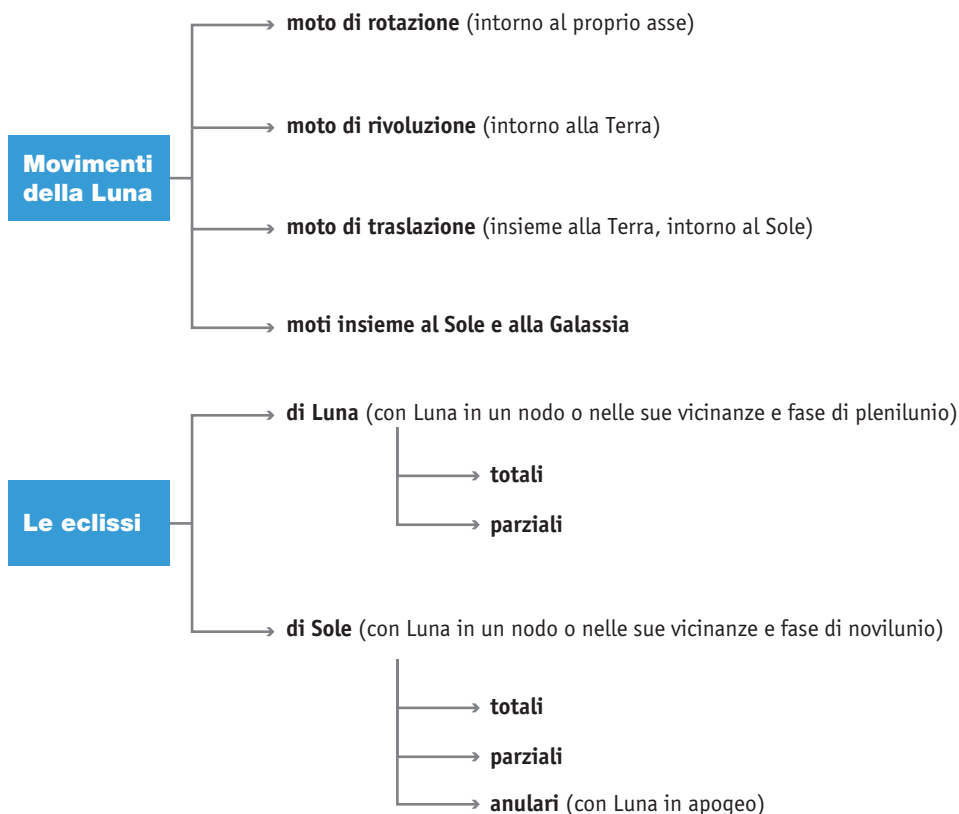 moto di rotazione (intorno al proprio asse)
moto di rivoluzione (intorno alla Terra)
Movimenti
della Luna
moto di traslazione (insieme alla Terra, intorno al Sole)
moti insieme al Sole e alla Galassia
di Luna (con Luna in un nodo o nelle sue vicinanze e fase di plenilunio)
totali
parziali
Le eclissi
di Sole (con Luna in un nodo o nelle sue vicinanze e fase di novilunio)
totali
parziali
anulari (con Luna in apogeo)